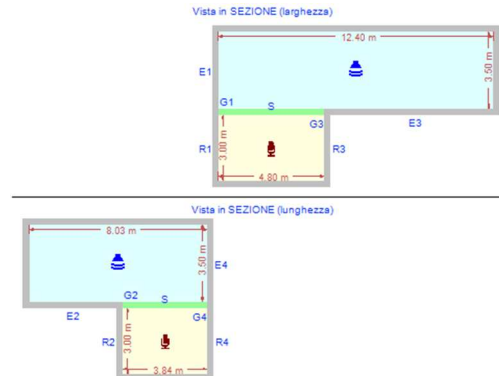 Vista in SEZIONE (larghezza)
12.40 m
E1
3.50 m
G1
S
G3
E3
R1
3.00 m
R3
4.80 m
Vista in SEZIONE (lunghezza)
8.03 m
3.50 m
E4
G2
S
E2
G4
R2
3.00 m
R4
3.84 m